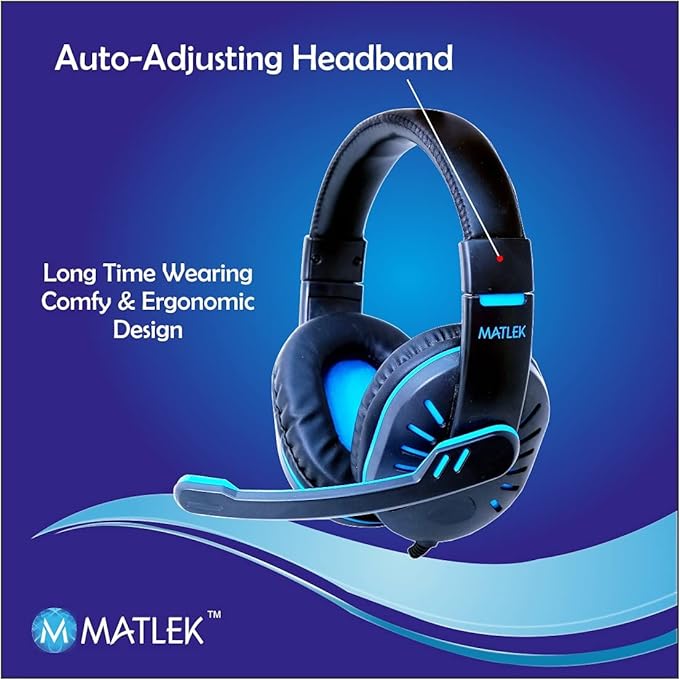 Auto-Adjusting Headband
Long Time Wearing
Comfy & Ergonomic
Design
MATLEK
M MATLEK™